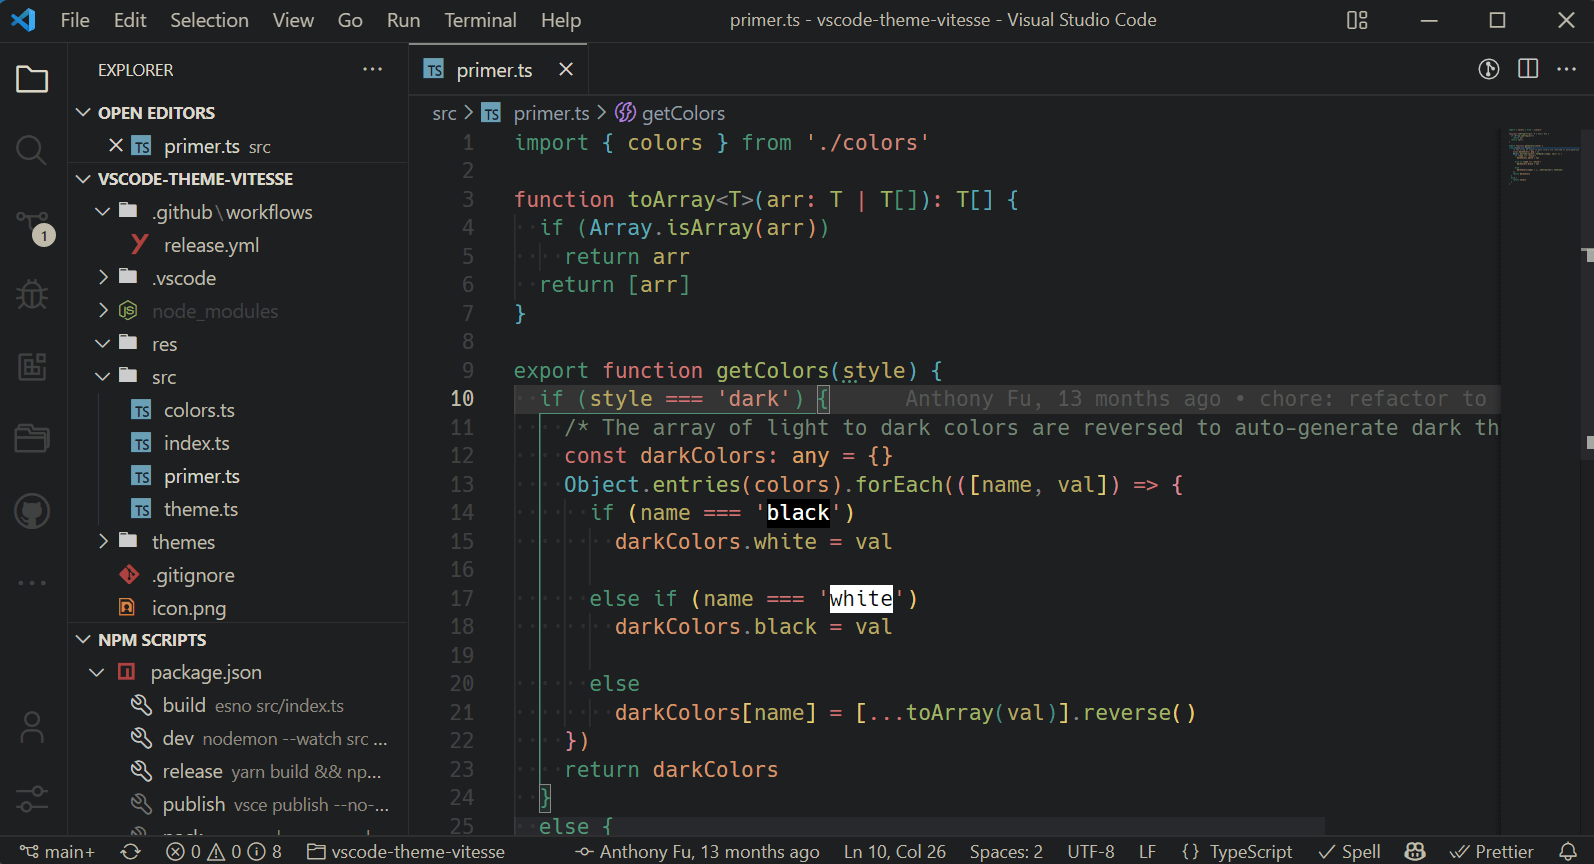 File Edit Selection View Go Run Terminal Help primer.ts - vscode-theme-vitesse - Visual Studio Code
EXPLORER ···
OPEN EDITORS
TS primer.ts src
VSCODE-THEME-VITESSE
.github\workflows
release.yml
1
.vscode
node_modules
res
src
TS colors.ts
TS index.ts
TS primer.ts
TS theme.ts
themes
.gitignore
icon.png
NPM SCRIPTS
package.json
build esno src/index.ts
dev nodemon --watch src ...
release yarn build && np...
publish vsce publish --no-...
TS primer.ts
src > TS primer.ts > getColors
1 import { colors } from './colors'
2
3 function toArray<T>(arr: T | T[]): T[] {
4 if (Array.isArray(arr))
5 return arr
6 return [arr]
7 }
8
9 export function getColors(style) {
10 if (style === 'dark') { Anthony Fu, 13 months ago • chore: refactor to
11 /* The array of light to dark colors are reversed to auto-generate dark th
12 const darkColors: any = {}
13 Object.entries(colors).forEach(([name, val]) => {
14 if (name === 'black')
15 darkColors.white = val
16
17 else if (name === 'white')
18 darkColors.black = val
19
20 else
21 darkColors[name] = [...toArray(val)].reverse()
22 })
23 return darkColors
24 }
25 else {
main+ 0 0 8 vscode-theme-vitesse Anthony Fu, 13 months ago Ln 10, Col 26 Spaces: 2 UTF-8 LF {} TypeScript Spell Prettier